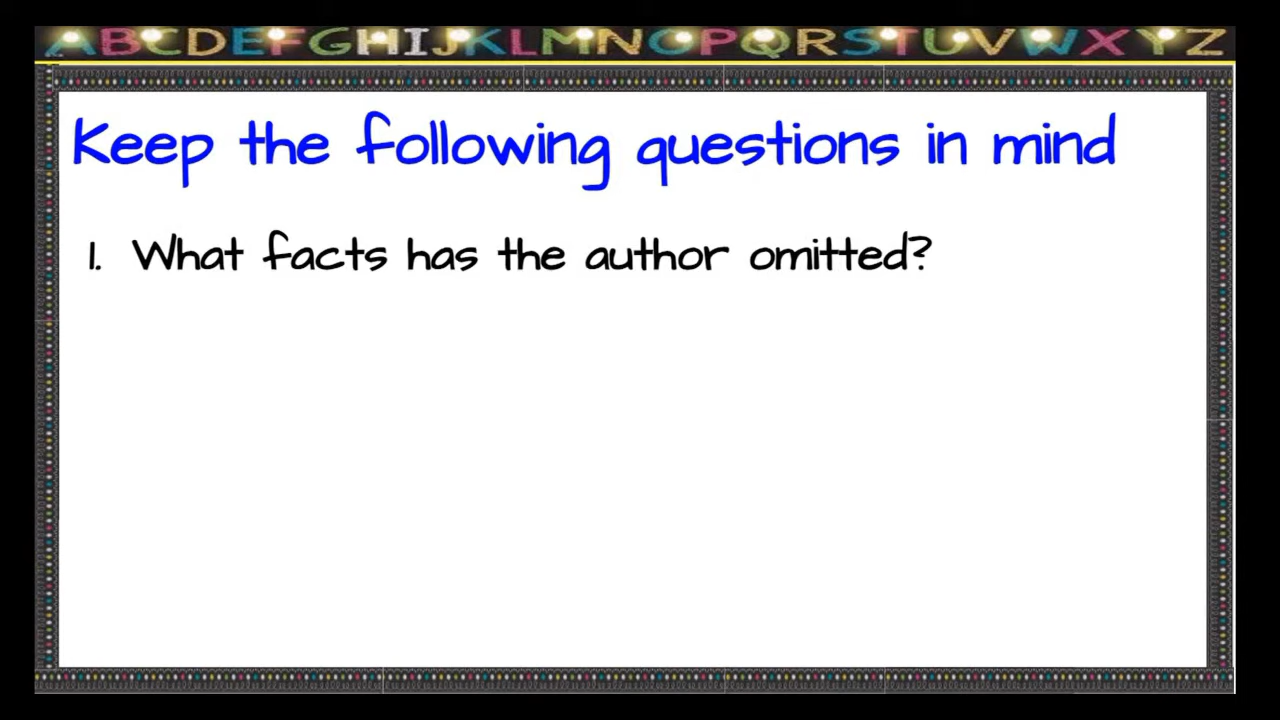 ABCDEFGHIJKLMNOPQRSTUVWXYZ
Keep the following questions in mind
1. What facts has the author omitted?